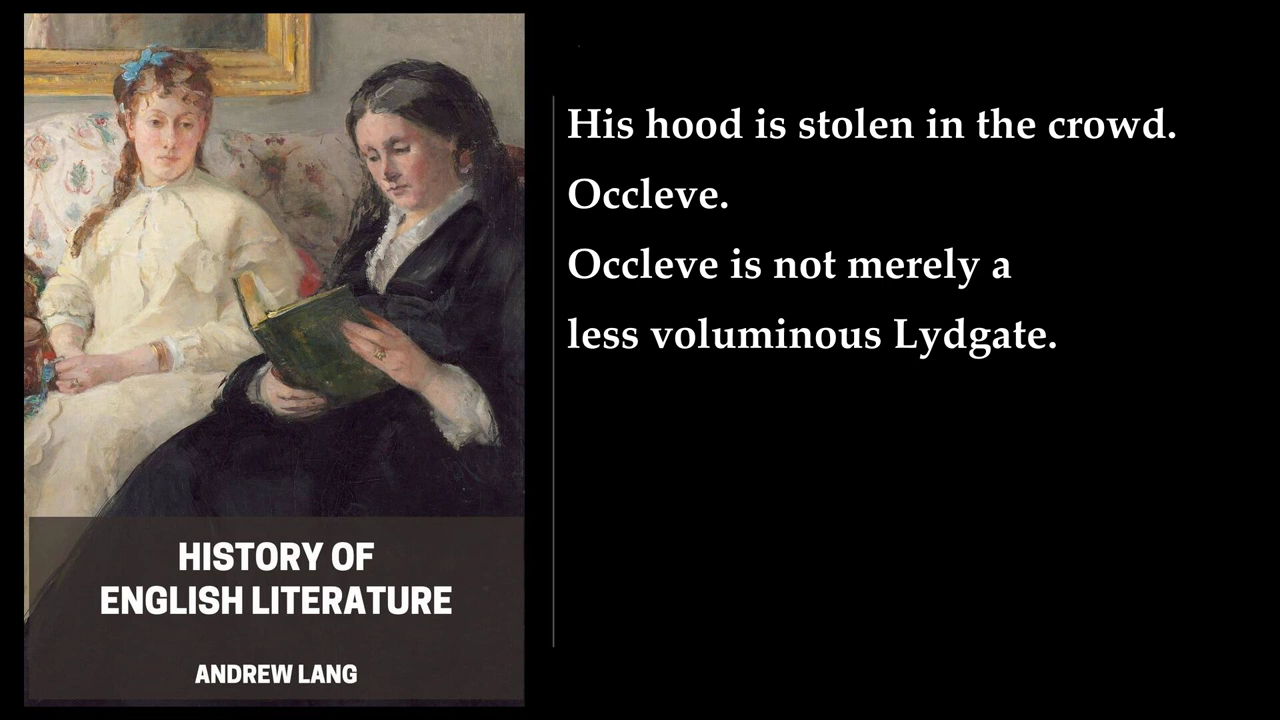 His hood is stolen in the crowd.
Occleve.
Occleve is not merely a
less voluminous Lydgate.
HISTORY OF
ENGLISH LITERATURE
ANDREW LANG